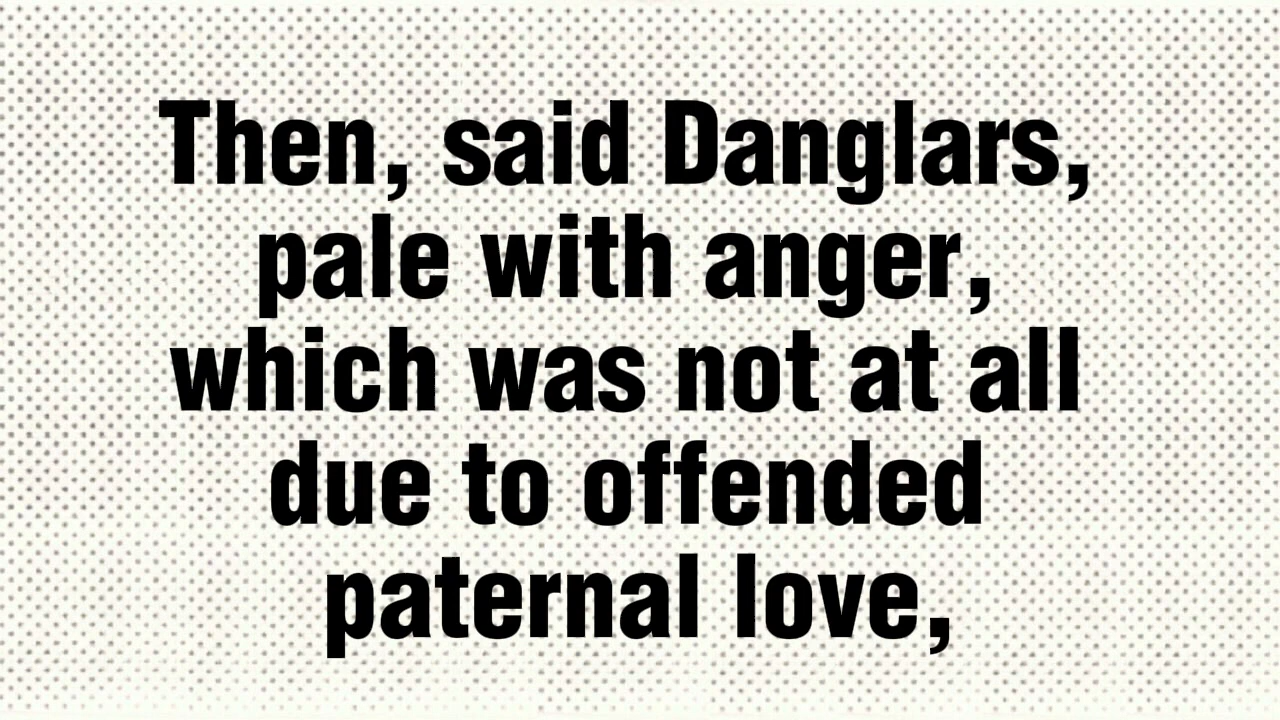 Then, said Danglars,
pale with anger,
which was not at all
due to offended
paternal love,